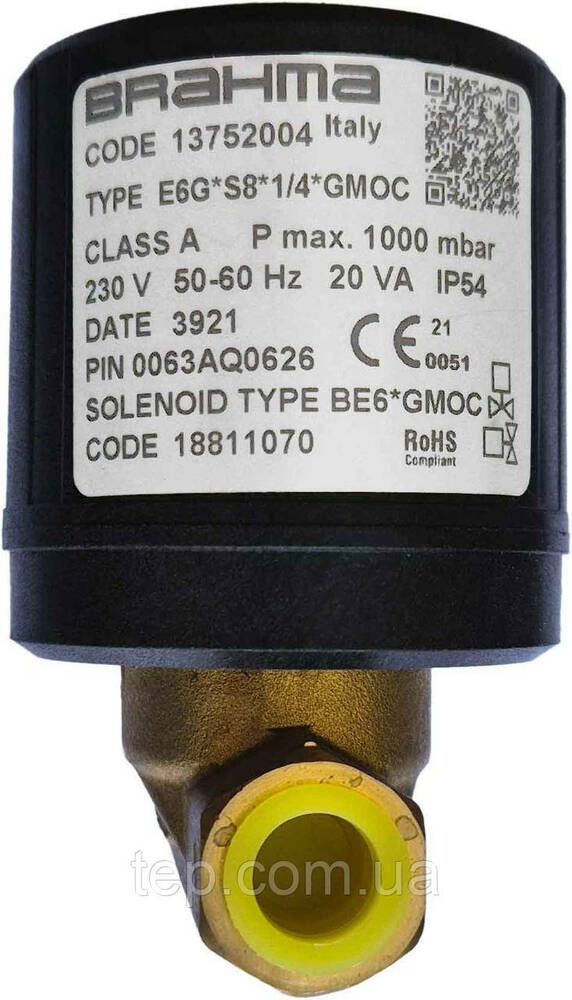 BRAHMA
CODE 13752004 Italy
TYPE E6G*S8*1/4*GMOC
CLASS A P max. 1000 mbar
230 V 50-60 Hz 20 VA IP54
DATE 3921
PIN 0063AQ0626 CE 21 0051
SOLENOID TYPE BE6*GMOC
CODE 18811070 RoHS
Compliant
tep.com.ua